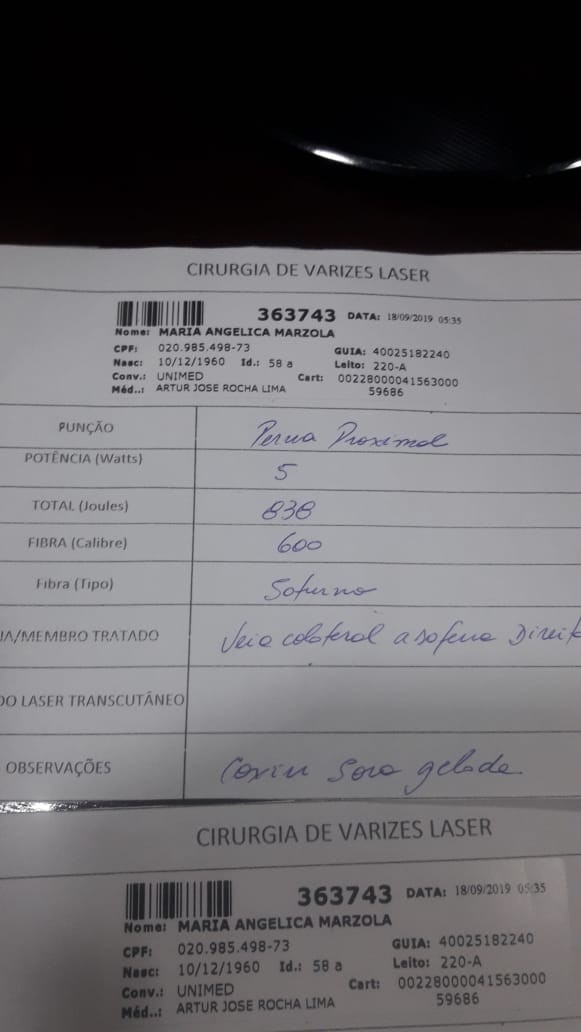 CIRURGIA DE VARIZES LASER
363743 DATA: 18/09/2019 05:35
Nome: MARIA ANGELICA MARZOLA
CPF: 020.985.498-73 GUIA: 40025182240
Nasc: 10/12/1960 Id.: 58 a Leito: 220-A
Conv.: UNIMED Cart: 00228000041563000
Méd..: ARTUR JOSE ROCHA LIMA 59686
PUNÇÃO Perna Proximal
POTÊNCIA (Watts) 5
TOTAL (Joules) 838
FIBRA (Calibre) 600
Fibra (Tipo) Soturno
IA/MEMBRO TRATADO Veia colateral a safena Direita
DO LASER TRANSCUTÂNEO
OBSERVAÇÕES soro gelado
CIRURGIA DE VARIZES LASER
363743 DATA: 18/09/2019 05:35
Nome: MARIA ANGELICA MARZOLA
CPF: 020.985.498-73 GUIA: 40025182240
Nasc: 10/12/1960 Id.: 58 a Leito: 220-A
Conv.: UNIMED Cart: 00228000041563000
Méd..: ARTUR JOSE ROCHA LIMA 59686